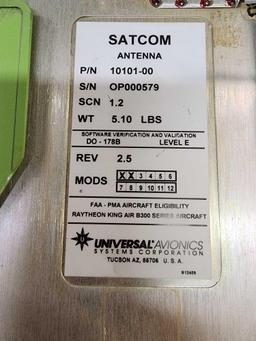 SATCOM
ANTENNA
P/N 10101-00
S/N OP000579
SCN 1.2
WT 5.10 LBS
SOFTWARE VERIFICATION AND VALIDATION
DO - 178B LEVEL E
REV 2.5
MODS X X 3 4 5 6
7 8 9 10 11 12
FAA - PMA AIRCRAFT ELIGIBILITY
RAYTHEON KING AIR B300 SERIES AIRCRAFT
UNIVERSAL AVIONICS
SYSTEMS CORPORATION
TUCSON AZ, 85706 U.S.A.